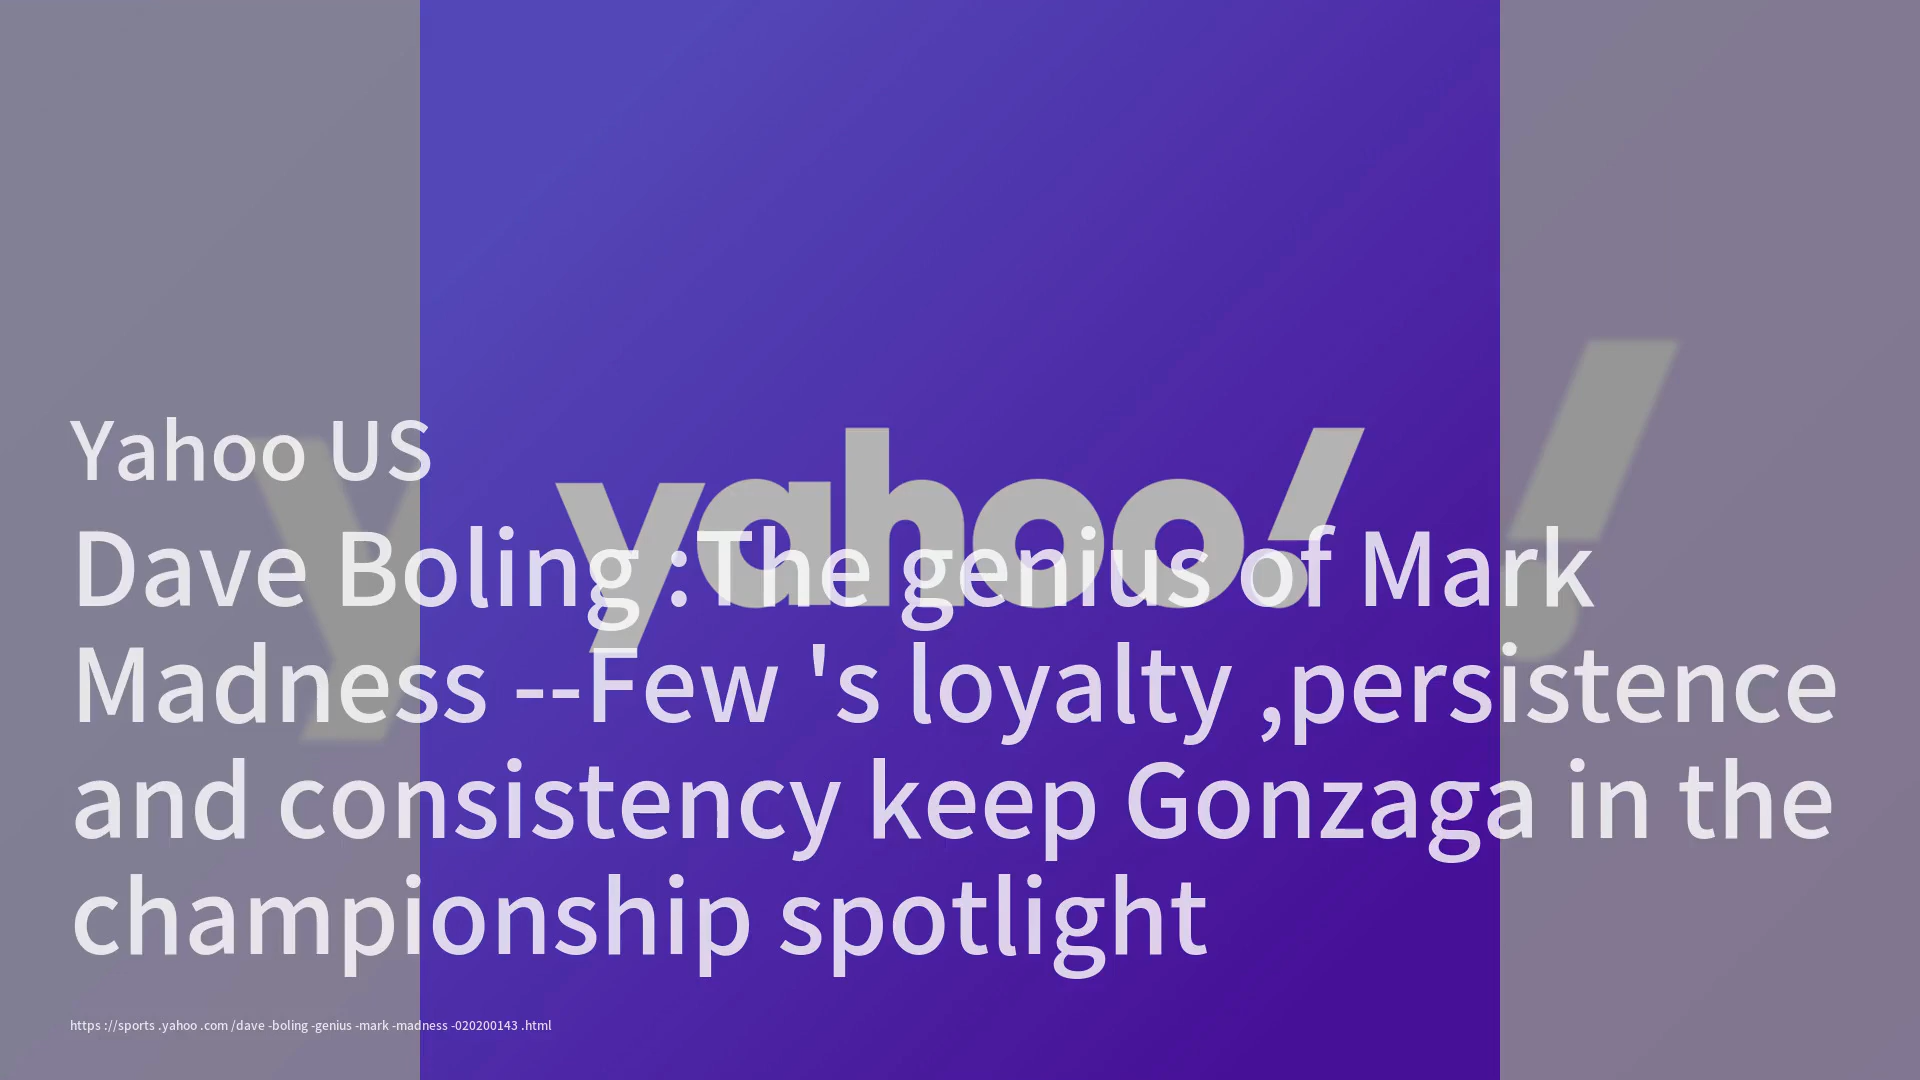 yahoo!
Yahoo US
Dave Boling :The genius of Mark
Madness --Few 's loyalty ,persistence
and consistency keep Gonzaga in the
championship spotlight
https ://sports .yahoo .com /dave -boling -genius -mark -madness -020200143 .html